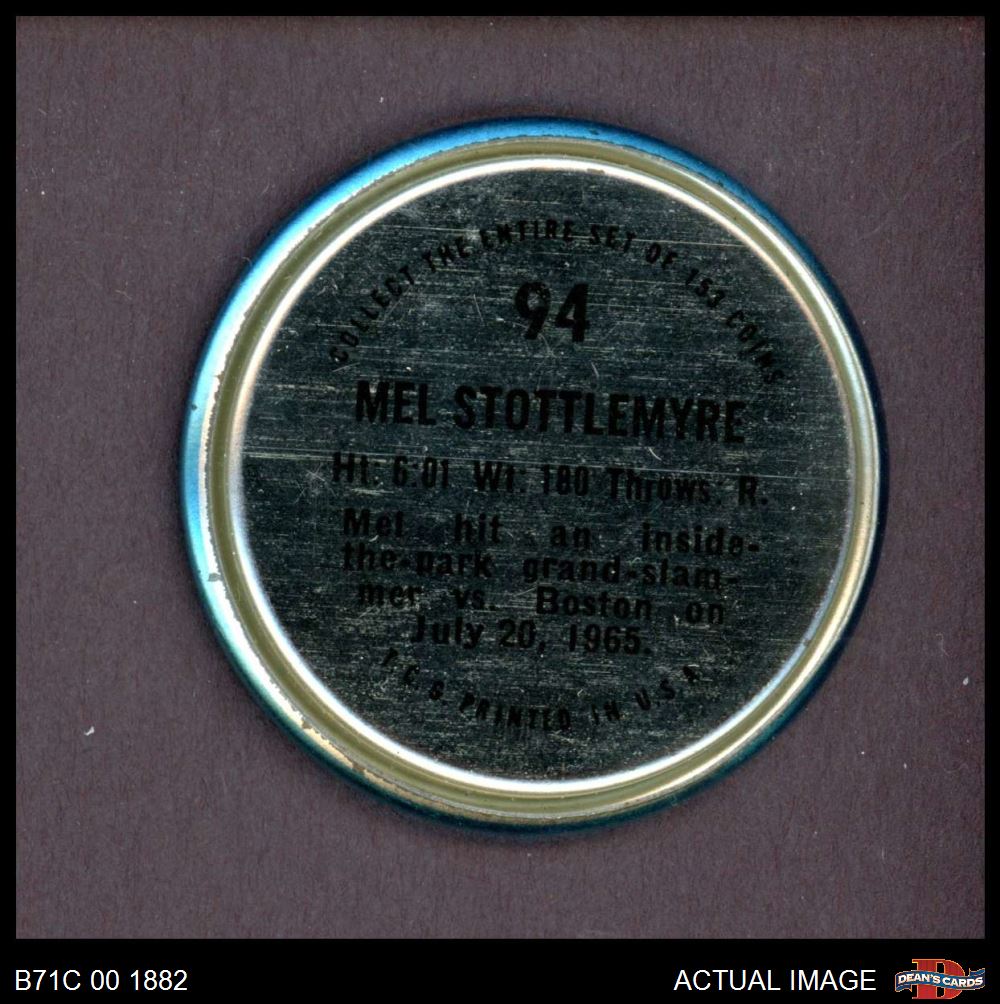 COLLECT THE ENTIRE SET OF 153 COINS
94
MEL STOTTLEMYRE
Ht: 6:01 Wt: 180 Throws: R.
Mel hit an inside-
the-park grand-slam-
mer vs. Boston on
July 20, 1965.
P.C.S. PRINTED IN U.S.A.
B71C 00 1882
ACTUAL IMAGE
DEAN'S CARDS